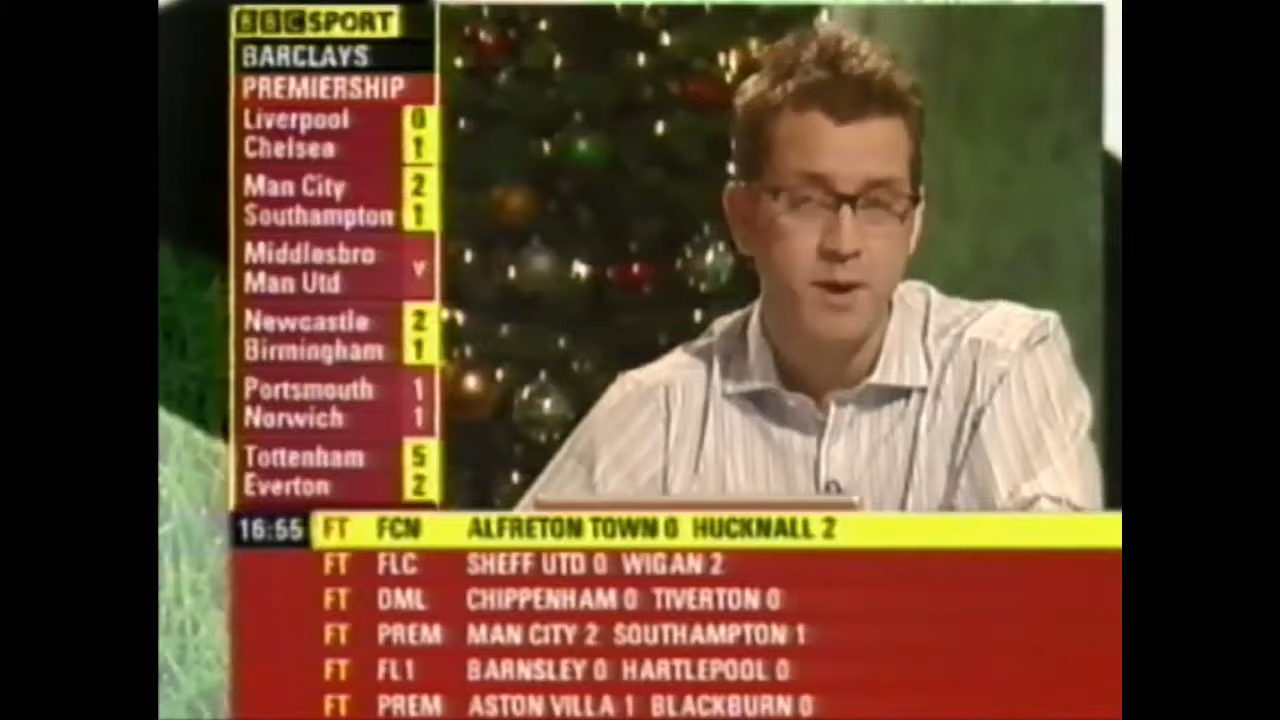 BBC SPORT
BARCLAYS
PREMIERSHIP
Liverpool 0
Chelsea 1
Man City 2
Southampton 1
Middlesbro v
Man Utd
Newcastle 2
Birmingham 1
Portsmouth 1
Norwich 1
Tottenham 5
Everton 2
16:55 FT FCN ALFRETON TOWN 0 HUCKNALL 2
FT FLC SHEFF UTD 0 WIGAN 2
FT DML CHIPPENHAM 0 TIVERTON 0
FT PREM MAN CITY 2 SOUTHAMPTON 1
FT FL1 BARNSLEY 0 HARTLEPOOL 0
FT PREM ASTON VILLA 1 BLACKBURN 0